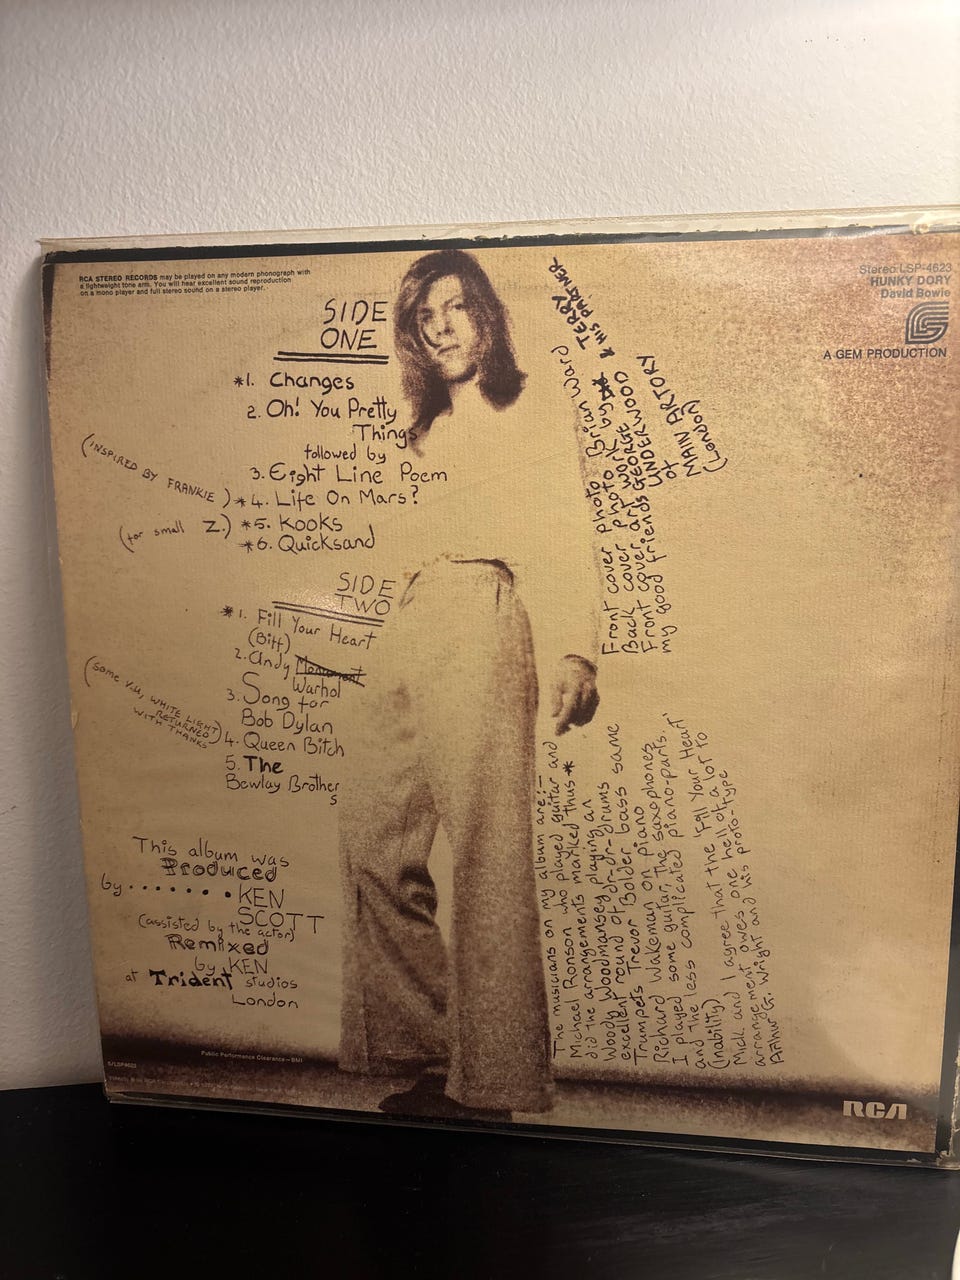 RCA STEREO RECORDS may be played on any modern phonograph with
a lightweight tone arm. You will hear excellent sound reproduction
on a mono player and full stereo sound on a stereo player.
Stereo LSP-4623
HUNKY DORY
David Bowie
A GEM PRODUCTION
SIDE
ONE
*1. Changes
2. Oh! You Pretty
Things
followed by
3. Eight Line Poem
(INSPIRED BY FRANKIE) *4. Life On Mars?
(for small Z.) *5. Kooks
*6. Quicksand
SIDE
TWO
*1. Fill Your Heart
(Biff)
2. Andy
Warhol
3. Song for
Bob Dylan
(some V.U, WHITE LIGHT
RETURNED
WITH THANKS)
4. Queen Bitch
5. The
Bewlay Brother
s
This album was
Produced
by........KEN
SCOTT
(assisted by the actor)
Remixed
by KEN
at Trident studios
London
Front cover photo Brian Ward
Back cover photo by
Front cover art work
TERRY
& HIS PARTNER
GEORGE
UNDERWOOD
my good friends
of
MAIN ARTORY
(London)
The musicians on my album are:-
Michael Ronson who played guitar and
did the arrangements marked thus *
Woody Woodmansey playing an
excellent round of dr-dr-drums
Trumpets Trevor Bolder bass same
Richard Wakeman on piano
I played some guitar, the saxophones
and the less complicated piano-parts.
(inability)
Mick and I agree that the 'Fill Your Heart'
arrangement owes one hell of a lot to
Arthur G. Wright and his proto-type
Public Performance Clearance—BMI
S/LSP4623
RCA